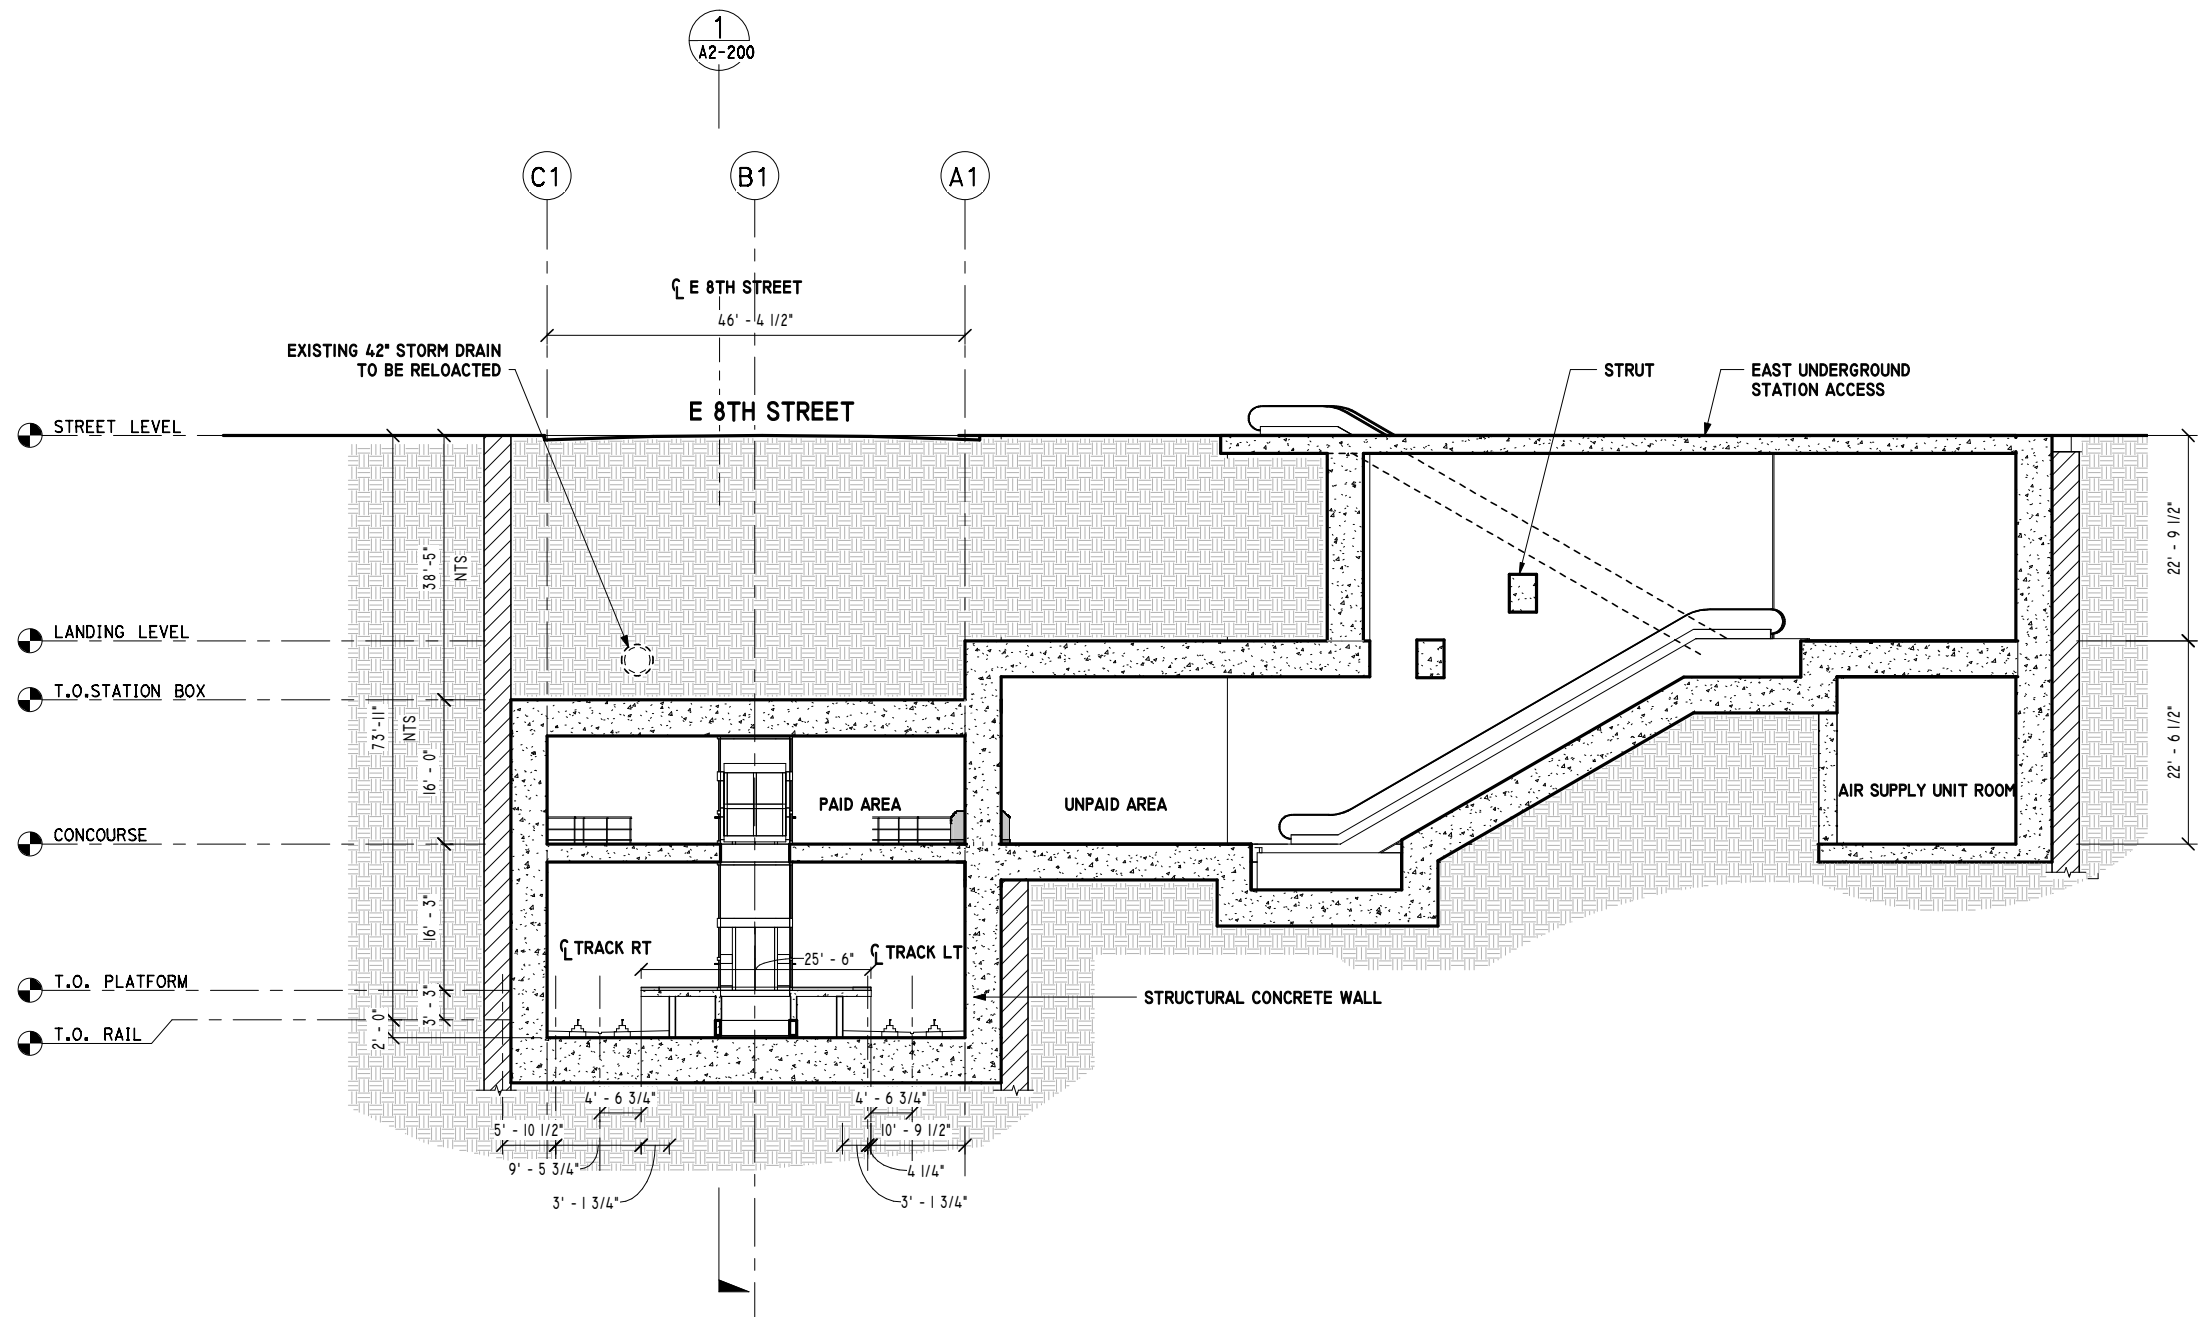 1
A2-200
C1
B1
A1
℄ E 8TH STREET
46' - 4 1/2"
EXISTING 42" STORM DRAIN
TO BE RELOACTED
STRUT
EAST UNDERGROUND
STATION ACCESS
E 8TH STREET
STREET LEVEL
22' - 9 1/2"
38'-5"
NTS
LANDING LEVEL
T.O.STATION BOX
73'-11"
NTS
16' - 0"
22' - 6 1/2"
PAID AREA
UNPAID AREA
AIR SUPPLY UNIT ROOM
CONCOURSE
16' - 3"
℄ TRACK RT
℄ TRACK LT
25' - 6"
T.O. PLATFORM
3' - 3"
STRUCTURAL CONCRETE WALL
2' - 0"
T.O. RAIL
4' - 6 3/4"
4' - 6 3/4"
5' - 10 1/2"
10' - 9 1/2"
9' - 5 3/4"
4 1/4"
3' - 1 3/4"
3' - 1 3/4"